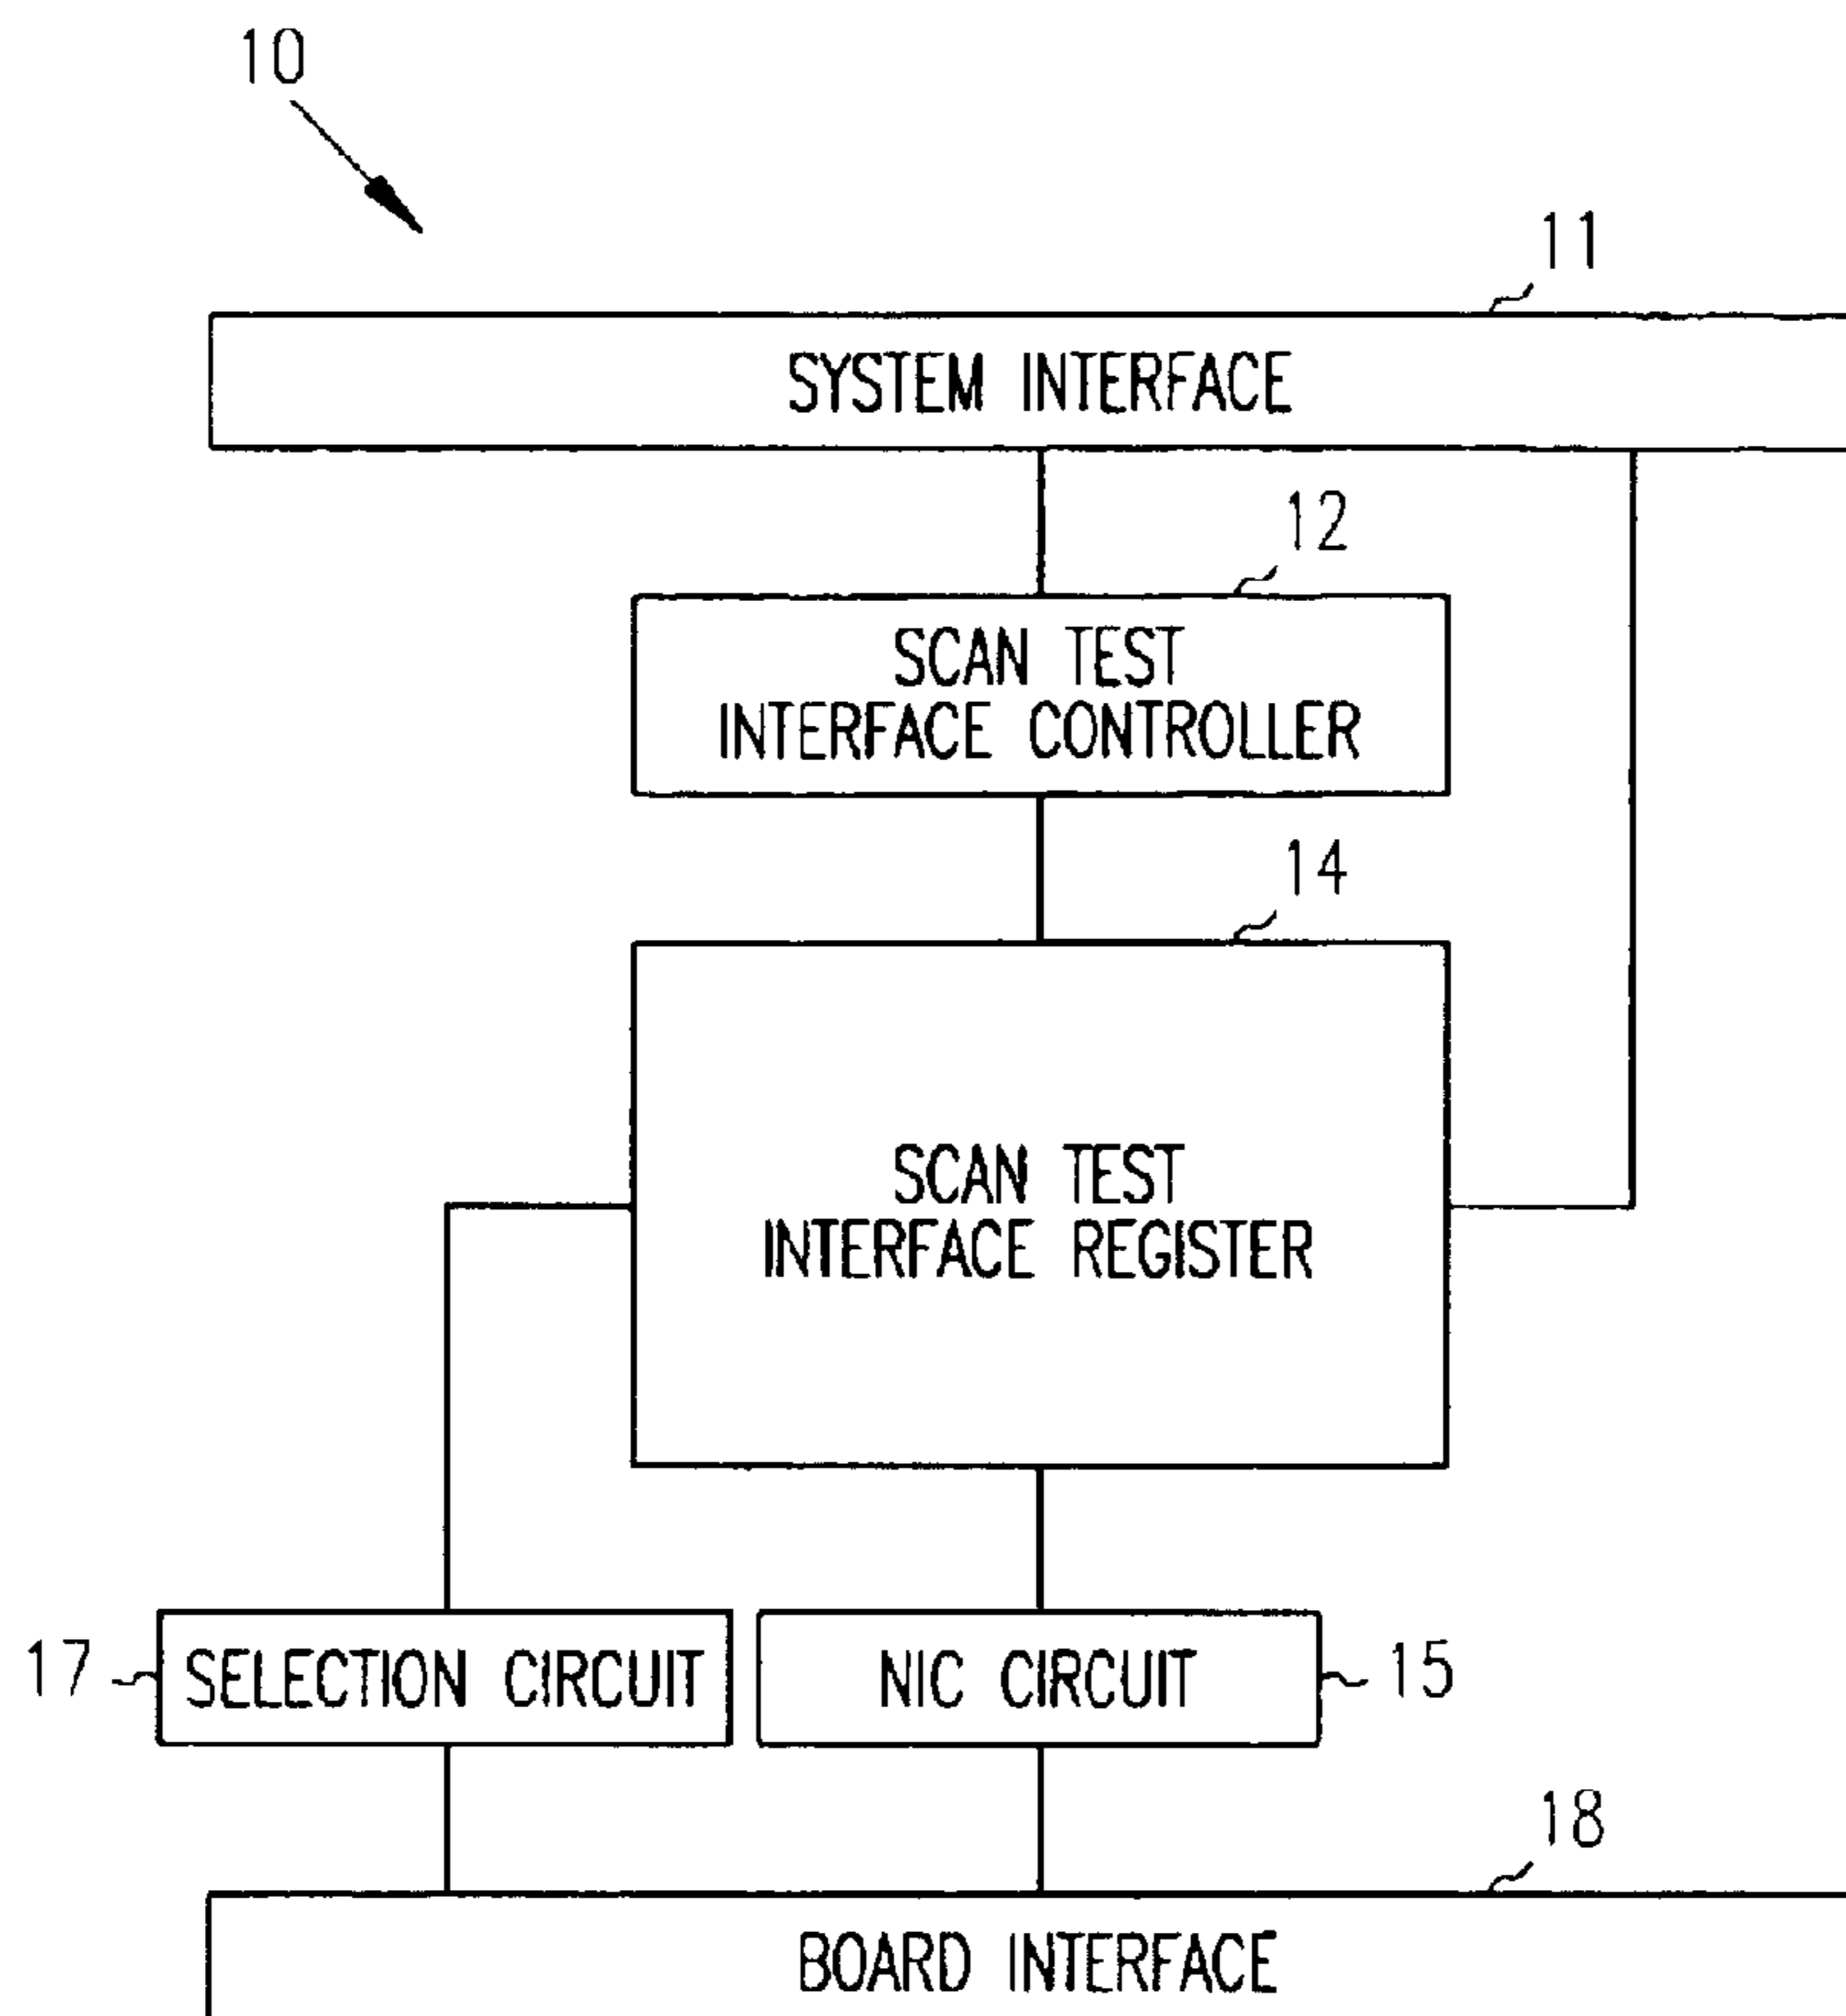 10
11
SYSTEM INTERFACE
12
SCAN TEST
INTERFACE CONTROLLER
14
SCAN TEST
INTERFACE REGISTER
17
SELECTION CIRCUIT
NIC CIRCUIT
15
18
BOARD INTERFACE